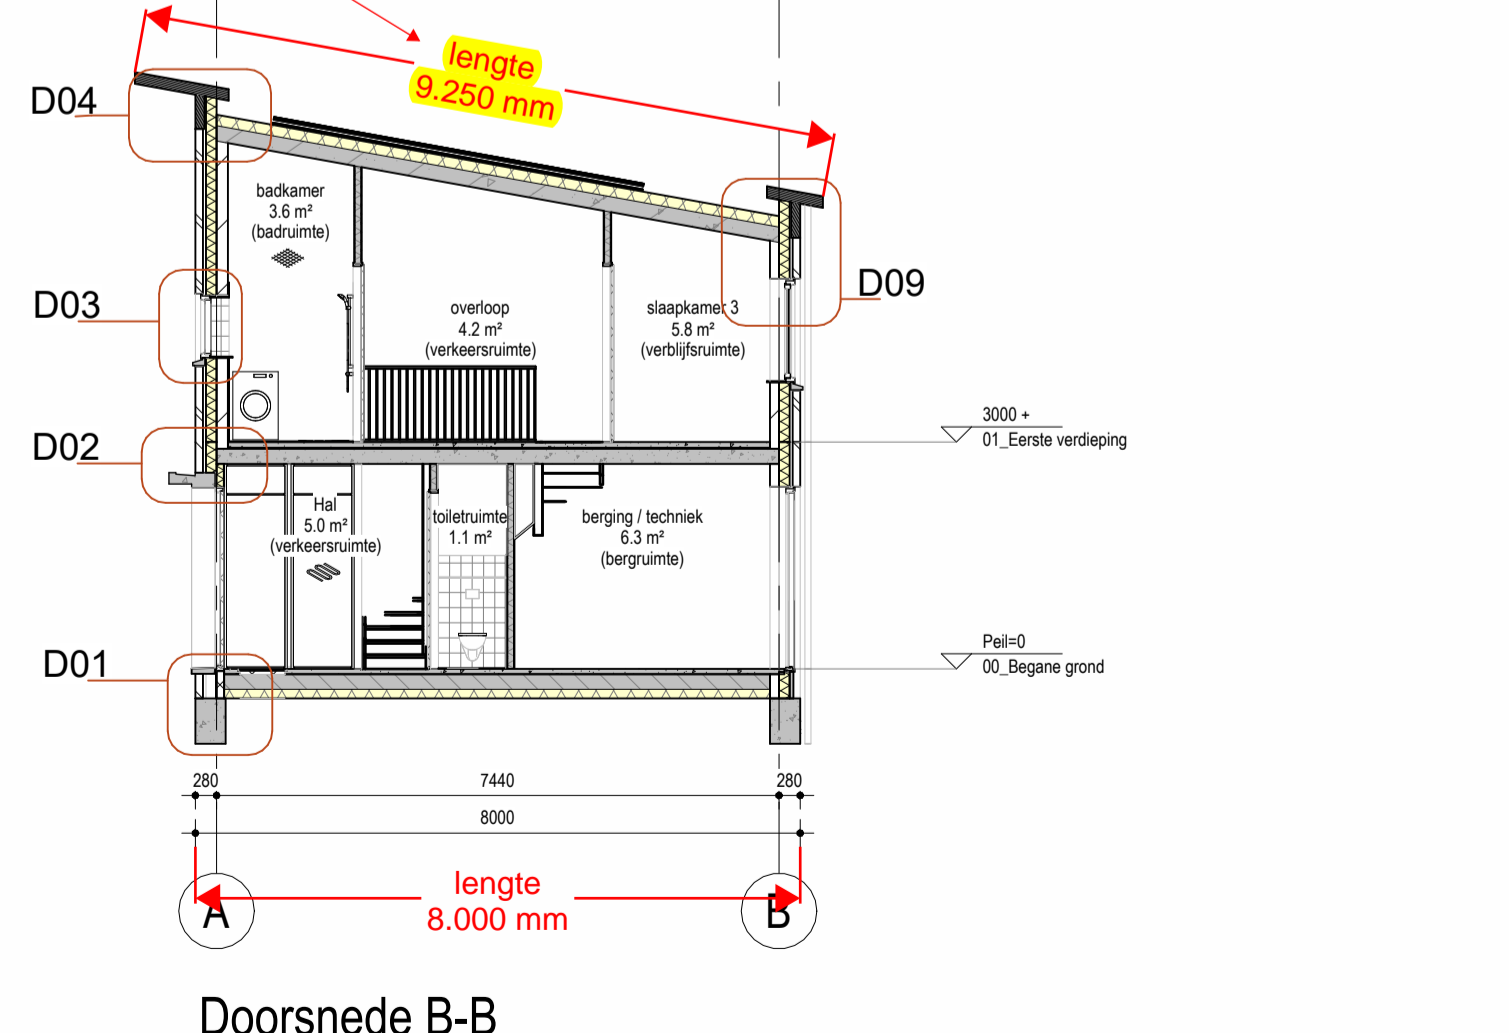 lengte
9.250 mm
D04
badkamer
3.6 m²
(badruimte)
D03
overloop
4.2 m²
(verkeersruimte)
slaapkamer 3
5.8 m²
(verblijfsruimte)
D09
D02
3000 +
01_Eerste verdieping
Hal
5.0 m²
(verkeersruimte)
toiletruimte
1.1 m²
berging / techniek
6.3 m²
(bergruimte)
D01
Peil=0
00_Begane grond
280
7440
280
8000
lengte
8.000 mm
A
B
Doorsnede B-B